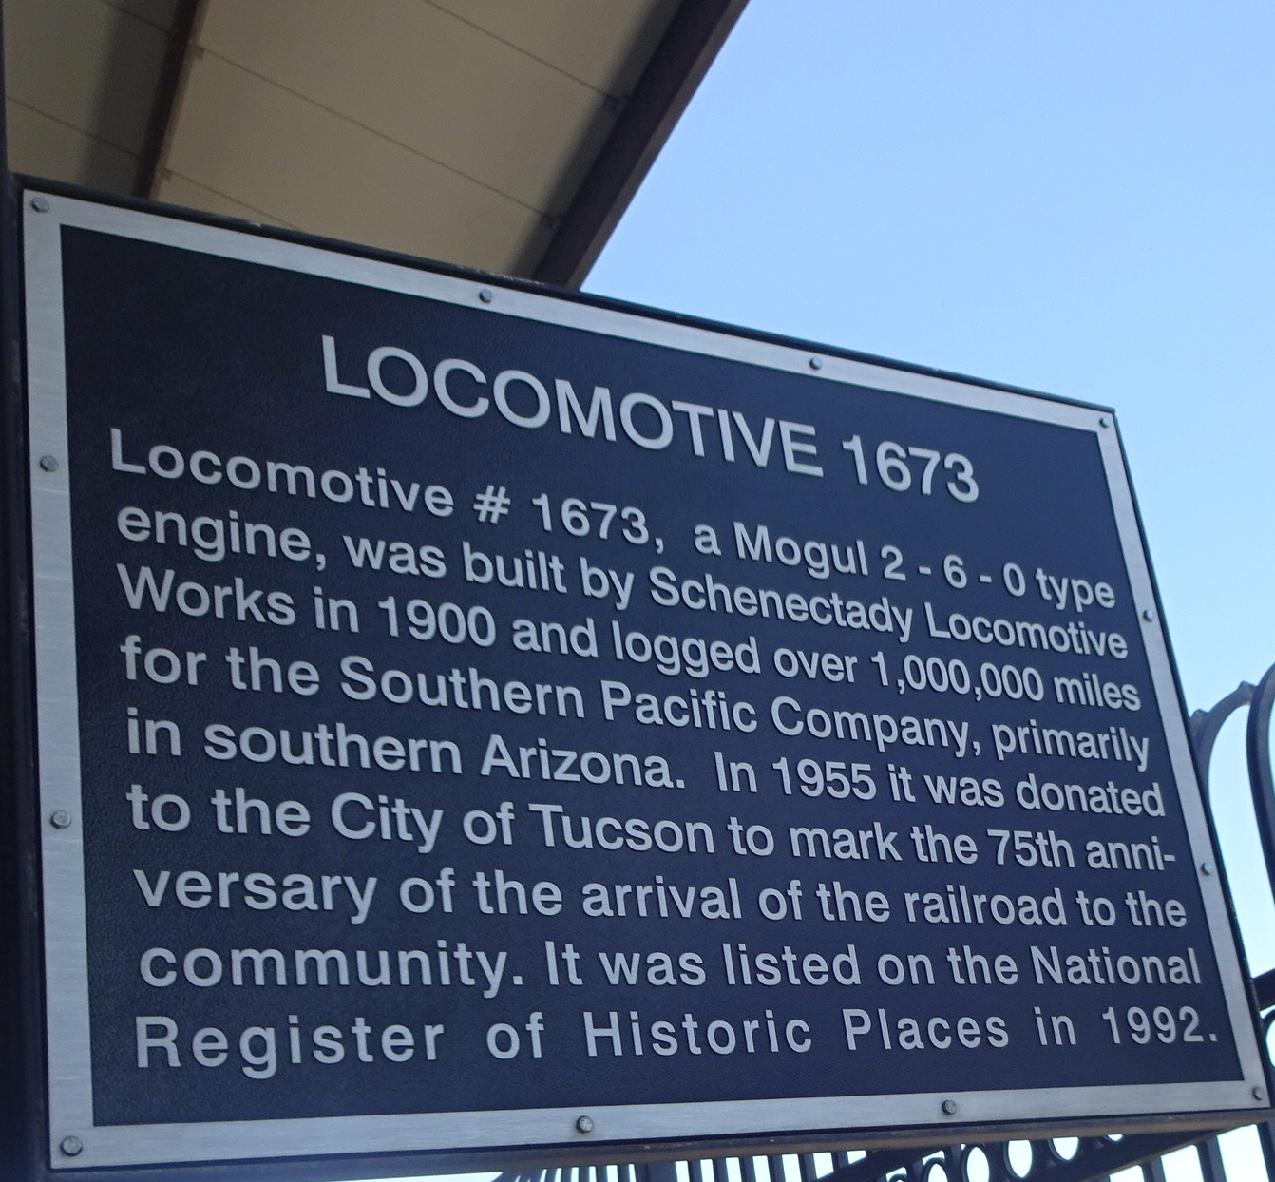 LOCOMOTIVE 1673
Locomotive # 1673, a Mogul 2 - 6 - 0 type
engine, was built by Schenectady Locomotive
Works in 1900 and logged over 1,000,000 miles
for the Southern Pacific Company, primarily
in southern Arizona. In 1955 it was donated
to the City of Tucson to mark the 75th anni-
versary of the arrival of the railroad to the
community. It was listed on the National
Register of Historic Places in 1992.